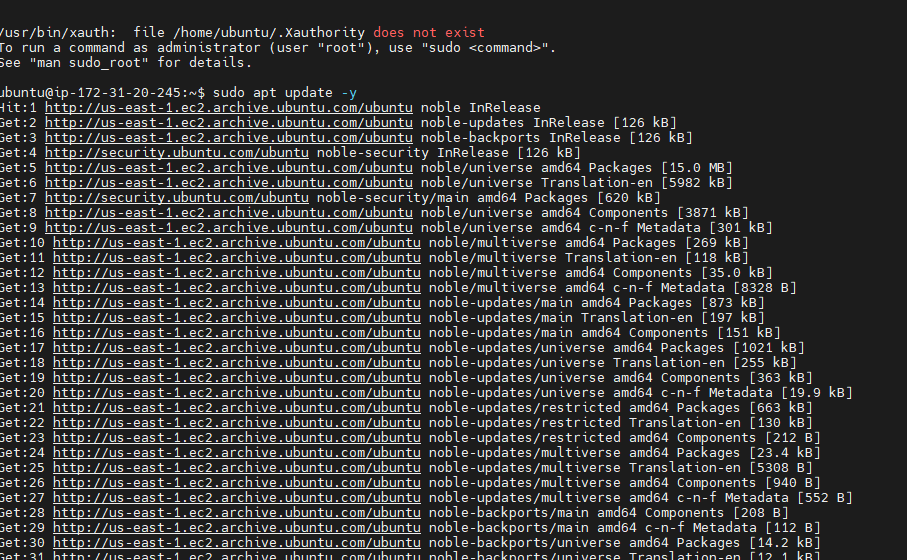 /usr/bin/xauth:  file /home/ubuntu/.Xauthority does not exist
To run a command as administrator (user "root"), use "sudo <command>".
See "man sudo_root" for details.
ubuntu@ip-172-31-20-245:~$ sudo apt update -y
Hit:1 http://us-east-1.ec2.archive.ubuntu.com/ubuntu noble InRelease
Get:2 http://us-east-1.ec2.archive.ubuntu.com/ubuntu noble-updates InRelease [126 kB]
Get:3 http://us-east-1.ec2.archive.ubuntu.com/ubuntu noble-backports InRelease [126 kB]
Get:4 http://security.ubuntu.com/ubuntu noble-security InRelease [126 kB]
Get:5 http://us-east-1.ec2.archive.ubuntu.com/ubuntu noble/universe amd64 Packages [15.0 MB]
Get:6 http://us-east-1.ec2.archive.ubuntu.com/ubuntu noble/universe Translation-en [5982 kB]
Get:7 http://security.ubuntu.com/ubuntu noble-security/main amd64 Packages [620 kB]
Get:8 http://us-east-1.ec2.archive.ubuntu.com/ubuntu noble/universe amd64 Components [3871 kB]
Get:9 http://us-east-1.ec2.archive.ubuntu.com/ubuntu noble/universe amd64 c-n-f Metadata [301 kB]
Get:10 http://us-east-1.ec2.archive.ubuntu.com/ubuntu noble/multiverse amd64 Packages [269 kB]
Get:11 http://us-east-1.ec2.archive.ubuntu.com/ubuntu noble/multiverse Translation-en [118 kB]
Get:12 http://us-east-1.ec2.archive.ubuntu.com/ubuntu noble/multiverse amd64 Components [35.0 kB]
Get:13 http://us-east-1.ec2.archive.ubuntu.com/ubuntu noble/multiverse amd64 c-n-f Metadata [8328 B]
Get:14 http://us-east-1.ec2.archive.ubuntu.com/ubuntu noble-updates/main amd64 Packages [873 kB]
Get:15 http://us-east-1.ec2.archive.ubuntu.com/ubuntu noble-updates/main Translation-en [197 kB]
Get:16 http://us-east-1.ec2.archive.ubuntu.com/ubuntu noble-updates/main amd64 Components [151 kB]
Get:17 http://us-east-1.ec2.archive.ubuntu.com/ubuntu noble-updates/universe amd64 Packages [1021 kB]
Get:18 http://us-east-1.ec2.archive.ubuntu.com/ubuntu noble-updates/universe Translation-en [255 kB]
Get:19 http://us-east-1.ec2.archive.ubuntu.com/ubuntu noble-updates/universe amd64 Components [363 kB]
Get:20 http://us-east-1.ec2.archive.ubuntu.com/ubuntu noble-updates/universe amd64 c-n-f Metadata [19.9 kB]
Get:21 http://us-east-1.ec2.archive.ubuntu.com/ubuntu noble-updates/restricted amd64 Packages [663 kB]
Get:22 http://us-east-1.ec2.archive.ubuntu.com/ubuntu noble-updates/restricted Translation-en [130 kB]
Get:23 http://us-east-1.ec2.archive.ubuntu.com/ubuntu noble-updates/restricted amd64 Components [212 B]
Get:24 http://us-east-1.ec2.archive.ubuntu.com/ubuntu noble-updates/multiverse amd64 Packages [23.4 kB]
Get:25 http://us-east-1.ec2.archive.ubuntu.com/ubuntu noble-updates/multiverse Translation-en [5308 B]
Get:26 http://us-east-1.ec2.archive.ubuntu.com/ubuntu noble-updates/multiverse amd64 Components [940 B]
Get:27 http://us-east-1.ec2.archive.ubuntu.com/ubuntu noble-updates/multiverse amd64 c-n-f Metadata [552 B]
Get:28 http://us-east-1.ec2.archive.ubuntu.com/ubuntu noble-backports/main amd64 Components [208 B]
Get:29 http://us-east-1.ec2.archive.ubuntu.com/ubuntu noble-backports/main amd64 c-n-f Metadata [112 B]
Get:30 http://us-east-1.ec2.archive.ubuntu.com/ubuntu noble-backports/universe amd64 Packages [14.2 kB]
Get:31 http://us-east-1.ec2.archive.ubuntu.com/ubuntu noble-backports/universe Translation-en [12.1 kB]